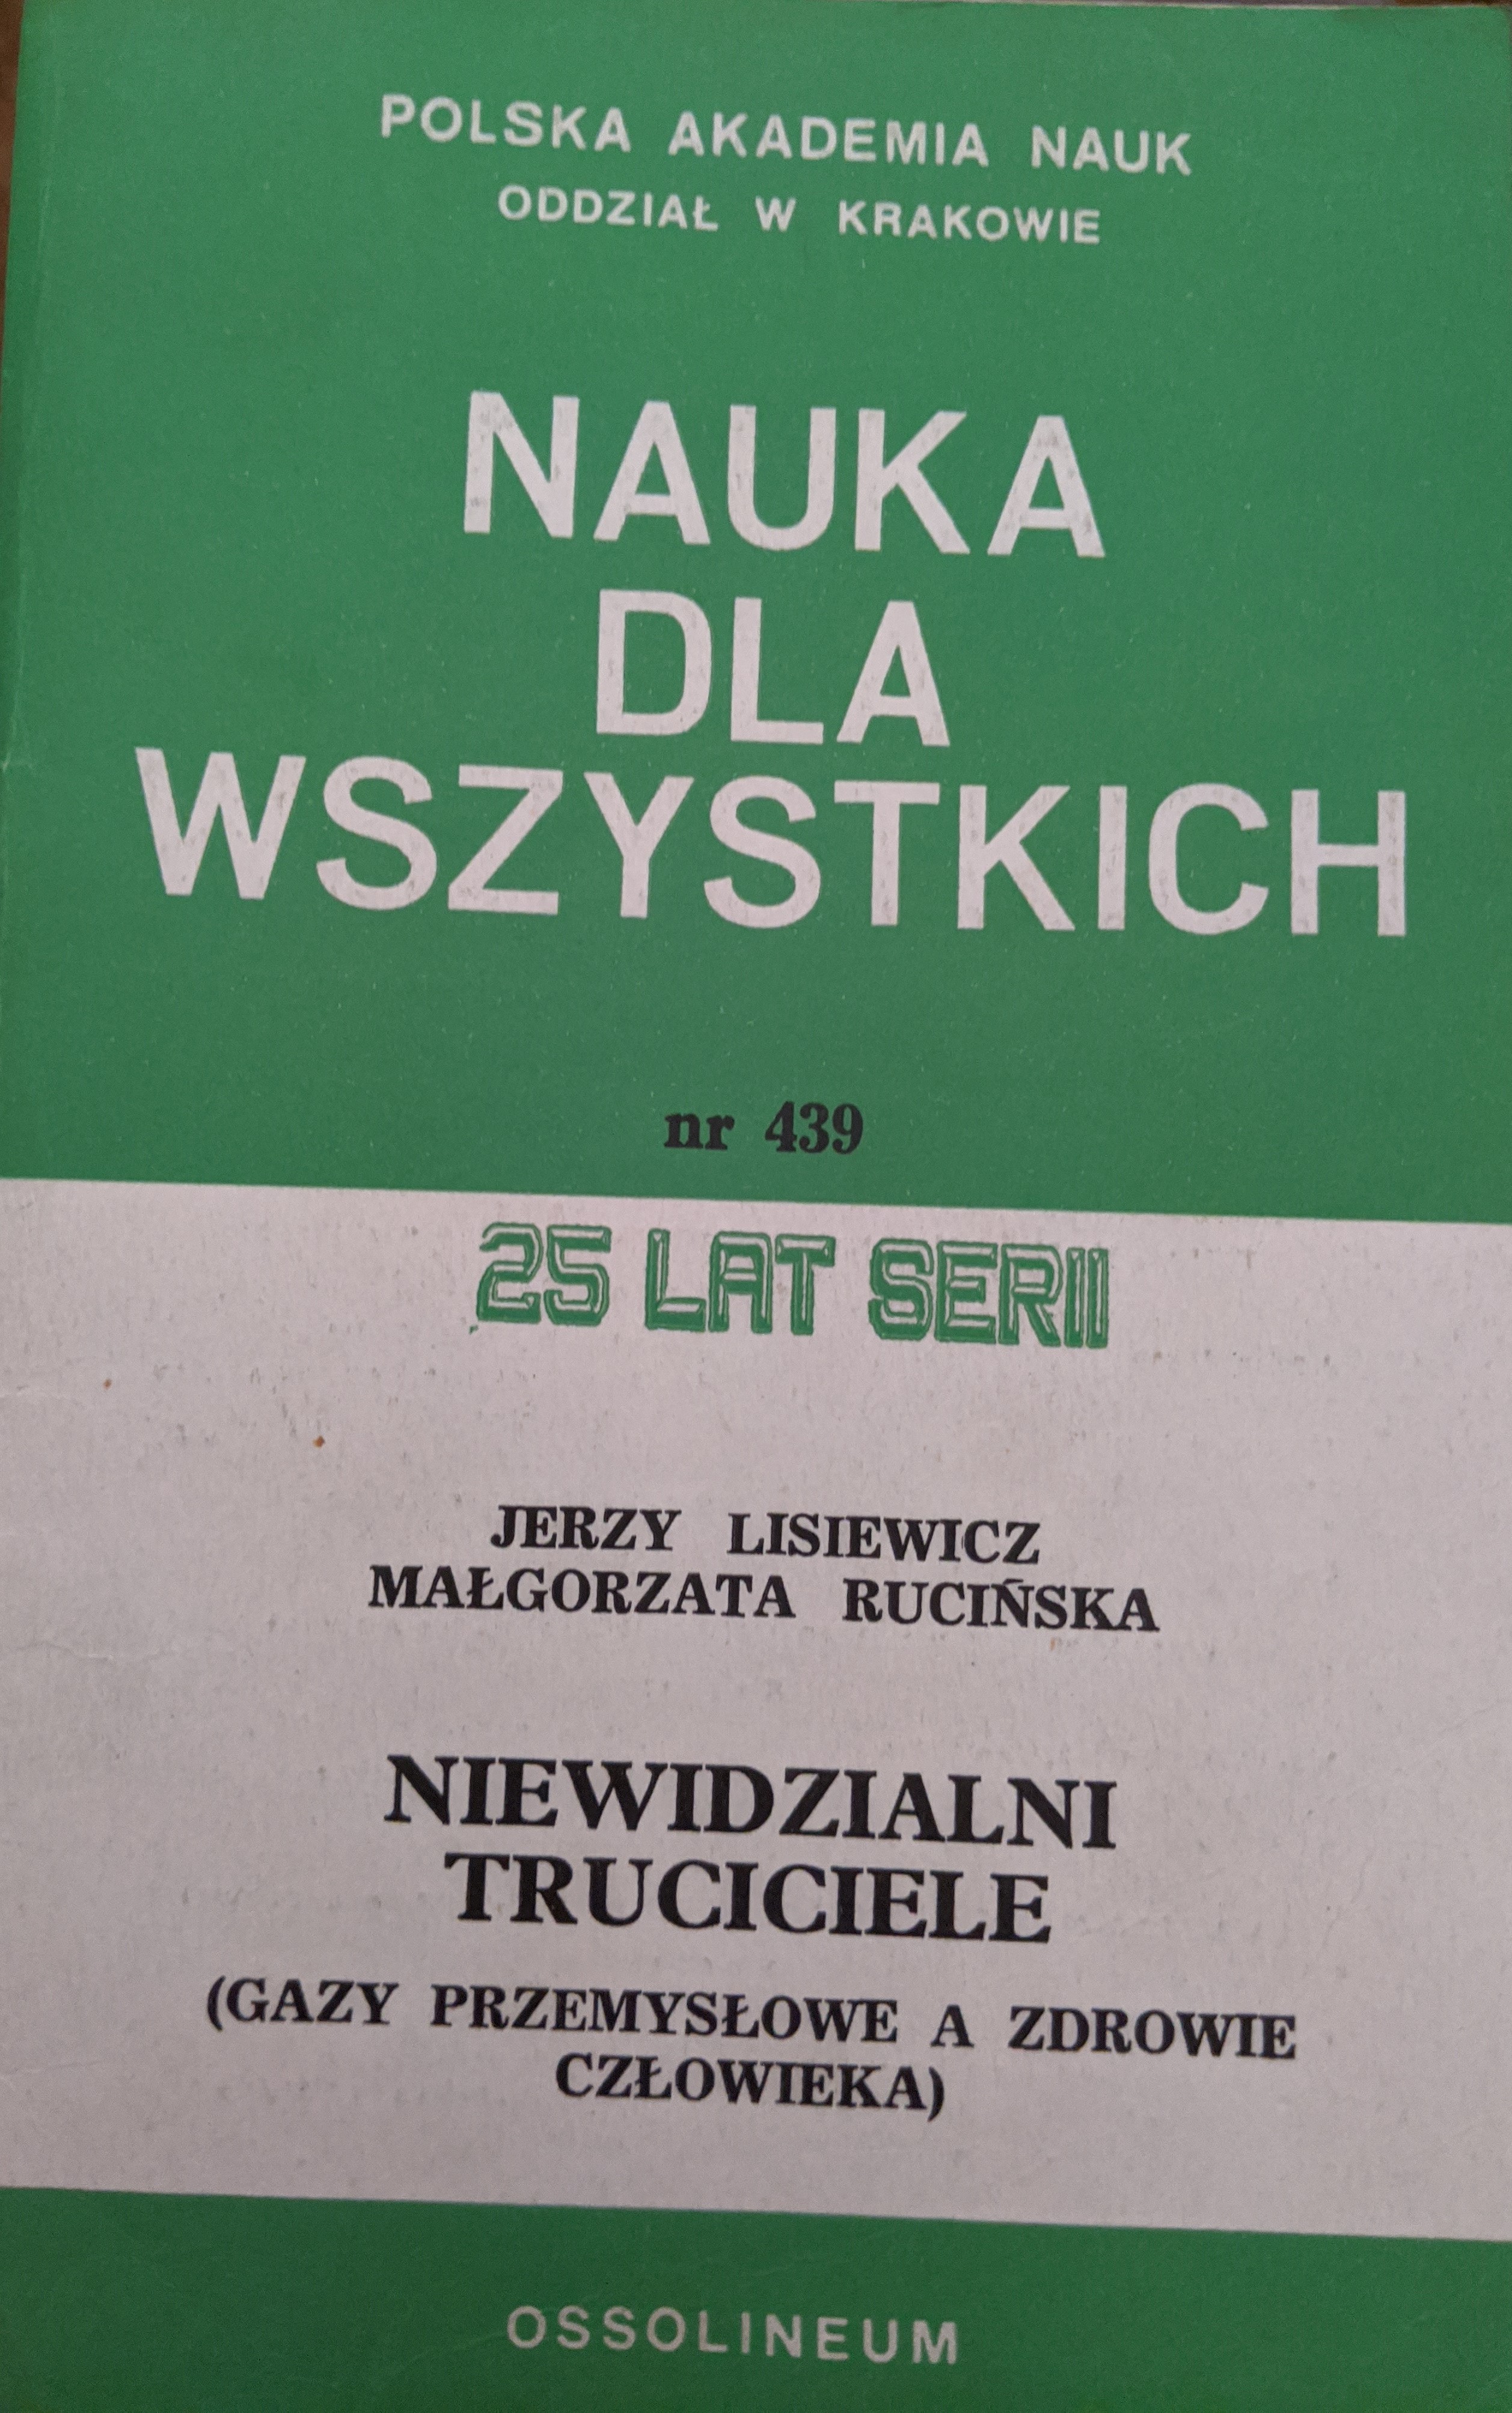 POLSKA AKADEMIA NAUK
ODDZIAŁ W KRAKOWIE
NAUKA
DLA
WSZYSTKICH
nr 439
25 LAT SERII
JERZY LISIEWICZ
MAŁGORZATA RUCIŃSKA
NIEWIDZIALNI
TRUCICIELE
(GAZY PRZEMYSŁOWE A ZDROWIE
CZŁOWIEKA)
OSSOLINEUM